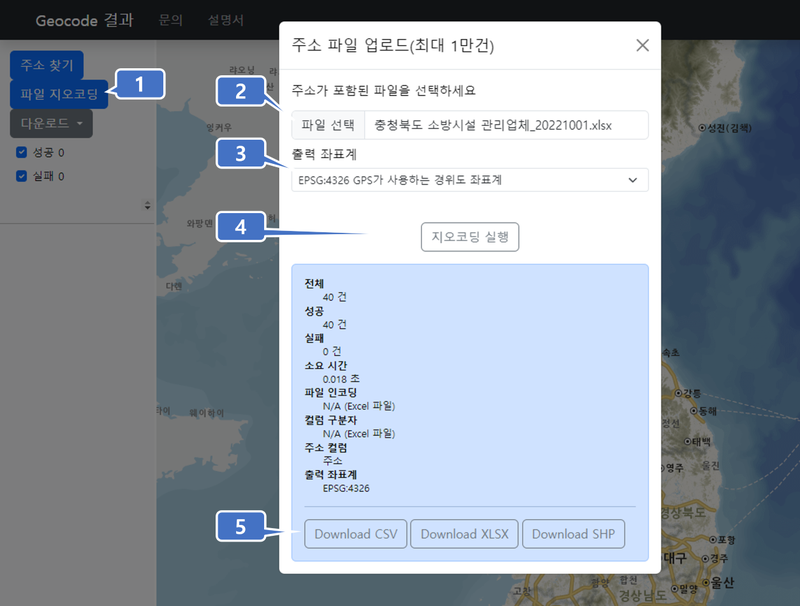 Geocode 결과 문의 설명서
주소 찾기
파일 지오코딩
다운로드
성공 0
실패 0
1
주소 파일 업로드(최대 1만건)
주소가 포함된 파일을 선택하세요
2
파일 선택 충청북도 소방시설 관리업체_20221001.xlsx
3
출력 좌표계
EPSG:4326 GPS가 사용하는 경위도 좌표계
4
지오코딩 실행
전체
40 건
성공
40 건
실패
0 건
소요 시간
0.018 초
파일 인코딩
N/A (Excel 파일)
컬럼 구분자
N/A (Excel 파일)
주소 컬럼
주소
출력 좌표계
EPSG:4326
5
Download CSV Download XLSX Download SHP
랴오닝
잉커우
와팡뎬
다롄
웨이하이
성진(김책)
속초
강릉
동해
태백
영주
울진
경상북도
포항
대구
경주
울산
밀양
합천
경상남도
광양
고창